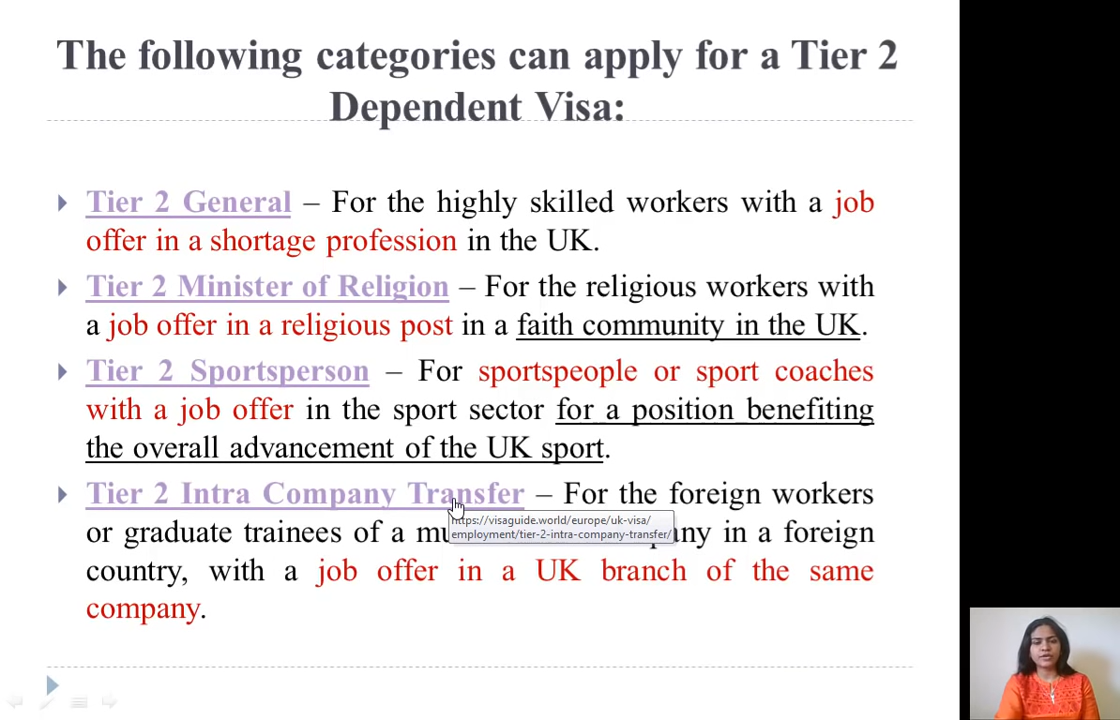 The following categories can apply for a Tier 2
Dependent Visa:
Tier 2 General – For the highly skilled workers with a job
offer in a shortage profession in the UK.
Tier 2 Minister of Religion – For the religious workers with
a job offer in a religious post in a faith community in the UK.
Tier 2 Sportsperson – For sportspeople or sport coaches
with a job offer in the sport sector for a position benefiting
the overall advancement of the UK sport.
Tier 2 Intra Company Transfer – For the foreign workers
https://visaguide.world/europe/uk-visa/
employment/tier-2-intra-company-transfer/
or graduate trainees of a in a foreign
country, with a job offer in a UK branch of the same
company.